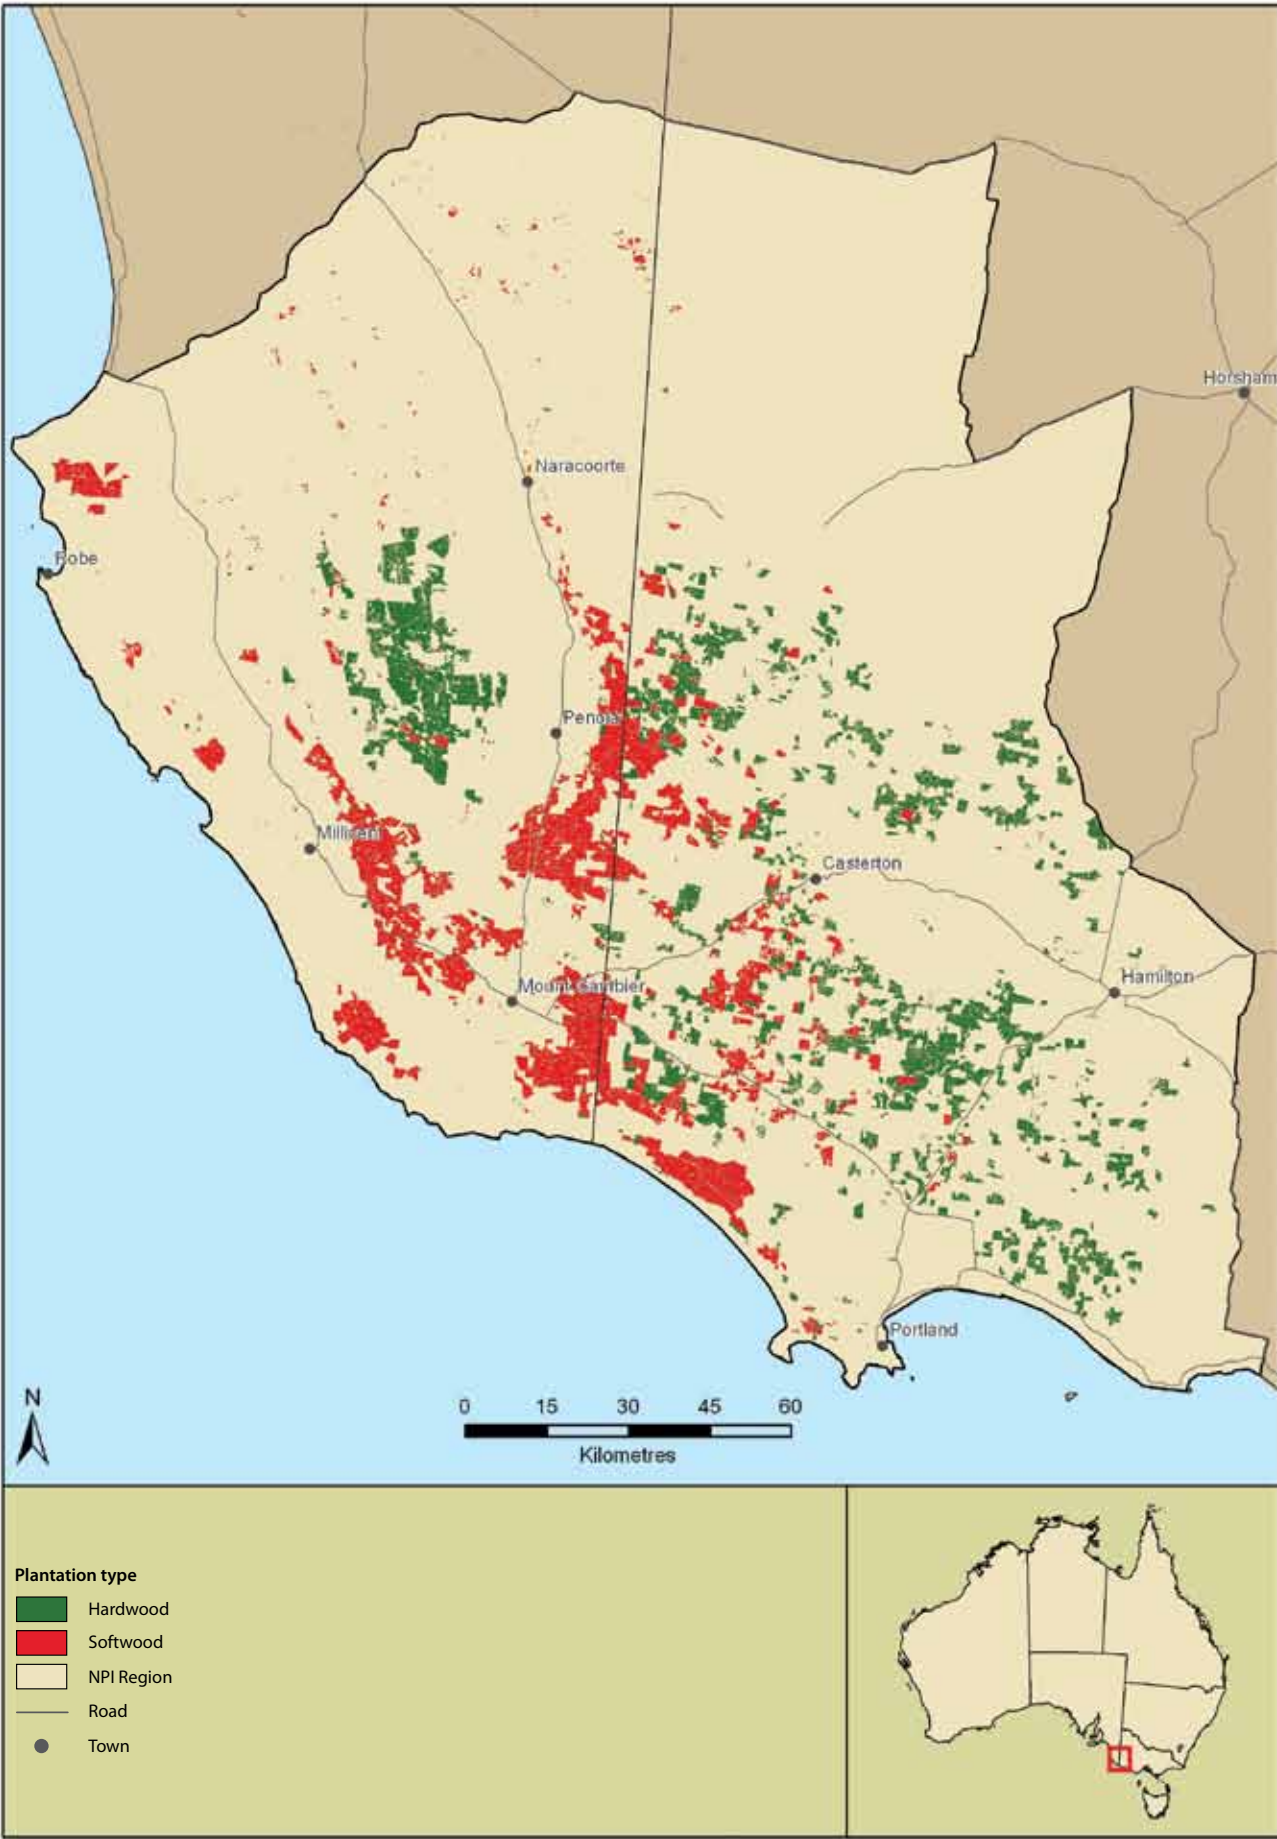 Horsham
Naracoorte
Robe
Penola
Millicent
Casterton
Mount Gambier
Hamilton
Portland
N
0 15 30 45 60
Kilometres
Plantation type
Hardwood
Softwood
NPI Region
Road
Town